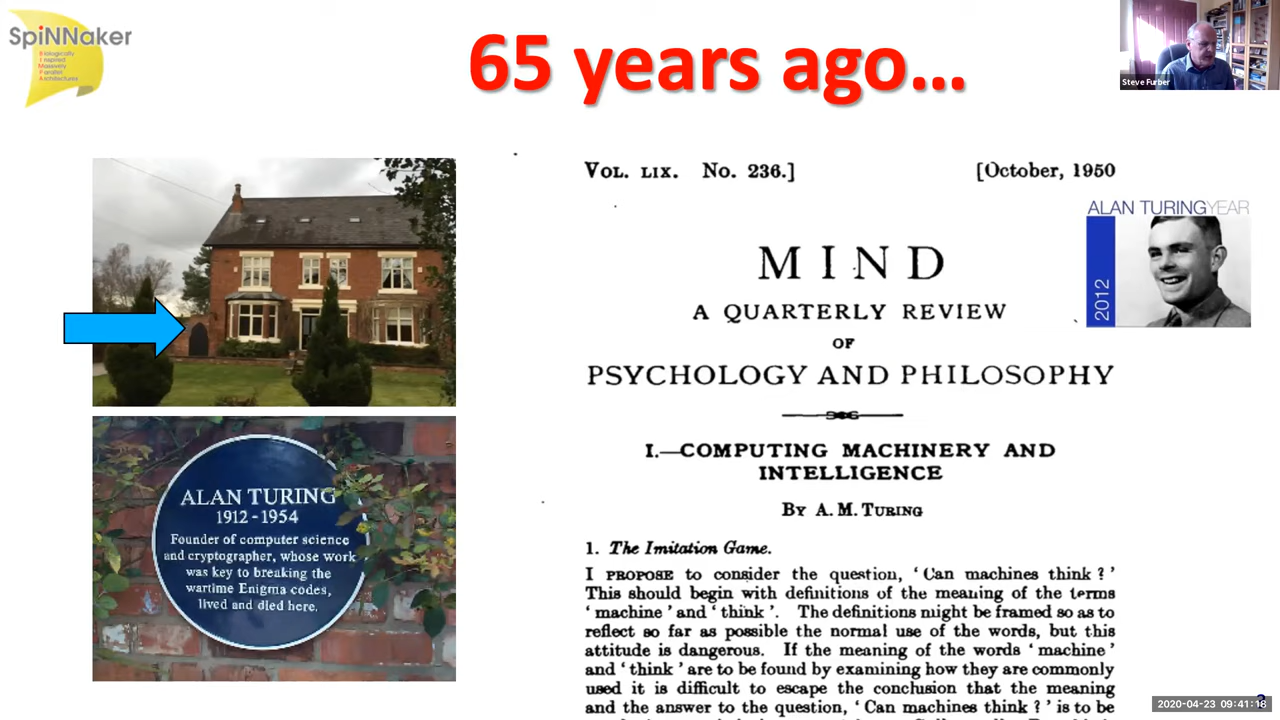 SpiNNaker
Biologically
Inspired
Massively
Parallel
Architectures
65 years ago...
Steve Furber
VOL. LIX. No. 236.] [October, 1950
ALAN TURINGYEAR
2012
MIND
A QUARTERLY REVIEW
OF
PSYCHOLOGY AND PHILOSOPHY
I.—COMPUTING MACHINERY AND
INTELLIGENCE
BY A. M. TURING
1. The Imitation Game.
I PROPOSE to consider the question, ‘ Can machines think ? ’
This should begin with definitions of the meaning of the terms
‘ machine ’ and ‘ think ’. The definitions might be framed so as to
reflect so far as possible the normal use of the words, but this
attitude is dangerous. If the meaning of the words ‘ machine ’
and ‘ think ’ are to be found by examining how they are commonly
used it is difficult to escape the conclusion that the meaning
and the answer to the question, ‘ Can machines think ? ’ is to be
ALAN TURING
1912 - 1954
Founder of computer science
and cryptographer, whose work
was key to breaking the
wartime Enigma codes,
lived and died here.
2020-04-23 09:41:18